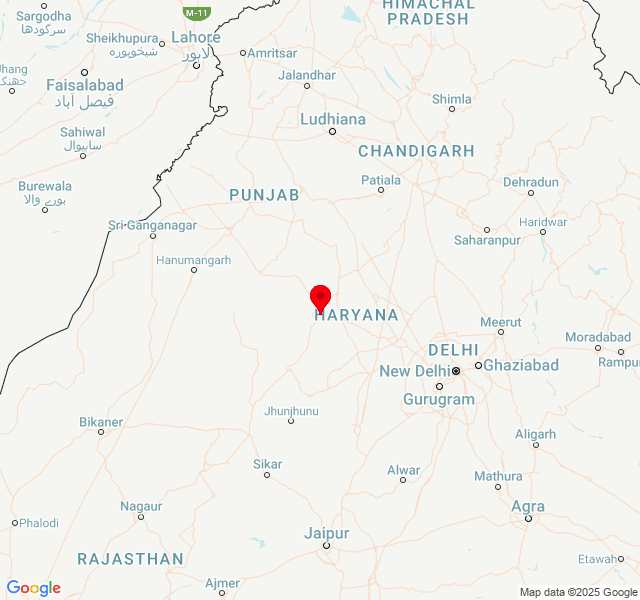 HIMACHAL
PRADESH
M-11
Sargodha
سرگودها
Sheikhupura
شیخوپورہ
Lahore
لاہور
Amritsar
Jhang
جھنگ
Faisalabad
فیصل آباد
Jalandhar
Shimla
Ludhiana
Sahiwal
ساہیوال
CHANDIGARH
Burewala
بورے والا
PUNJAB
Patiala
Dehradun
Sri Ganganagar
Saharanpur
Haridwar
Hanumangarh
HARYANA
Meerut
Moradabad
DELHI
New Delhi
Ghaziabad
Rampur
Gurugram
Jhunjhunu
Bikaner
Aligarh
Sikar
Alwar
Mathura
Nagaur
Agra
Phalodi
Jaipur
RAJASTHAN
Etawah
Ajmer
Google
Map data ©2025 Google